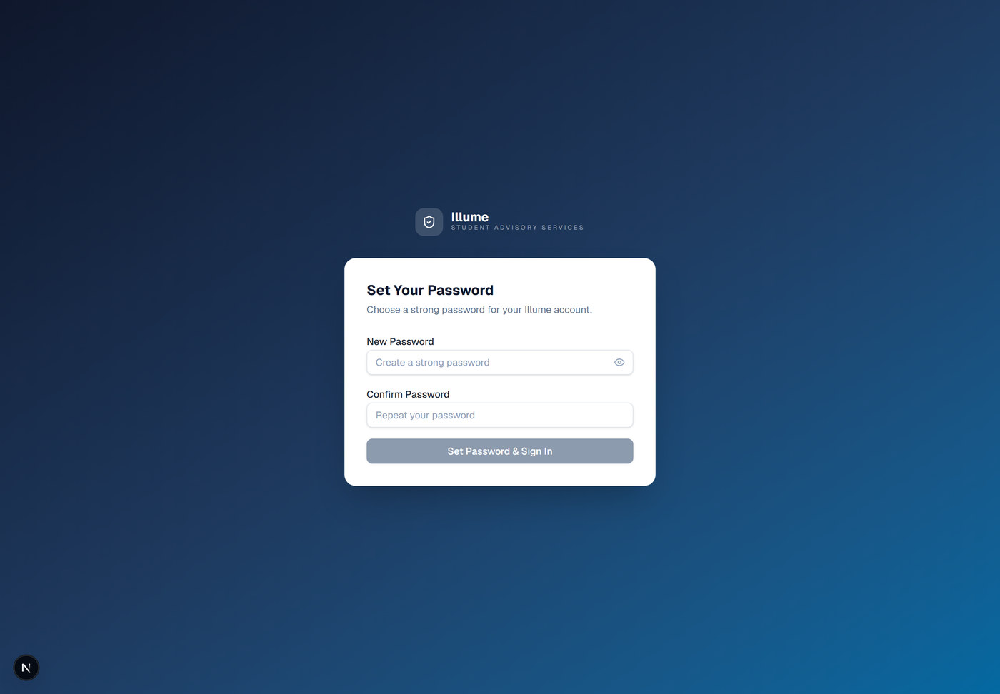 Illume
STUDENT ADVISORY SERVICES
Set Your Password
Choose a strong password for your Illume account.
New Password
Create a strong password
Confirm Password
Repeat your password
Set Password & Sign In
N